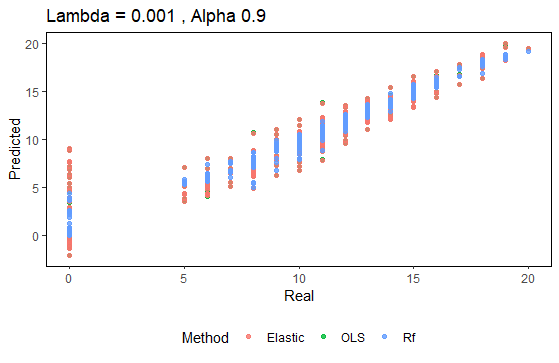 Lambda = 0.001 , Alpha 0.9
20
15
10
5
0
Predicted
0 5 10 15 20
Real
Method Elastic OLS Rf